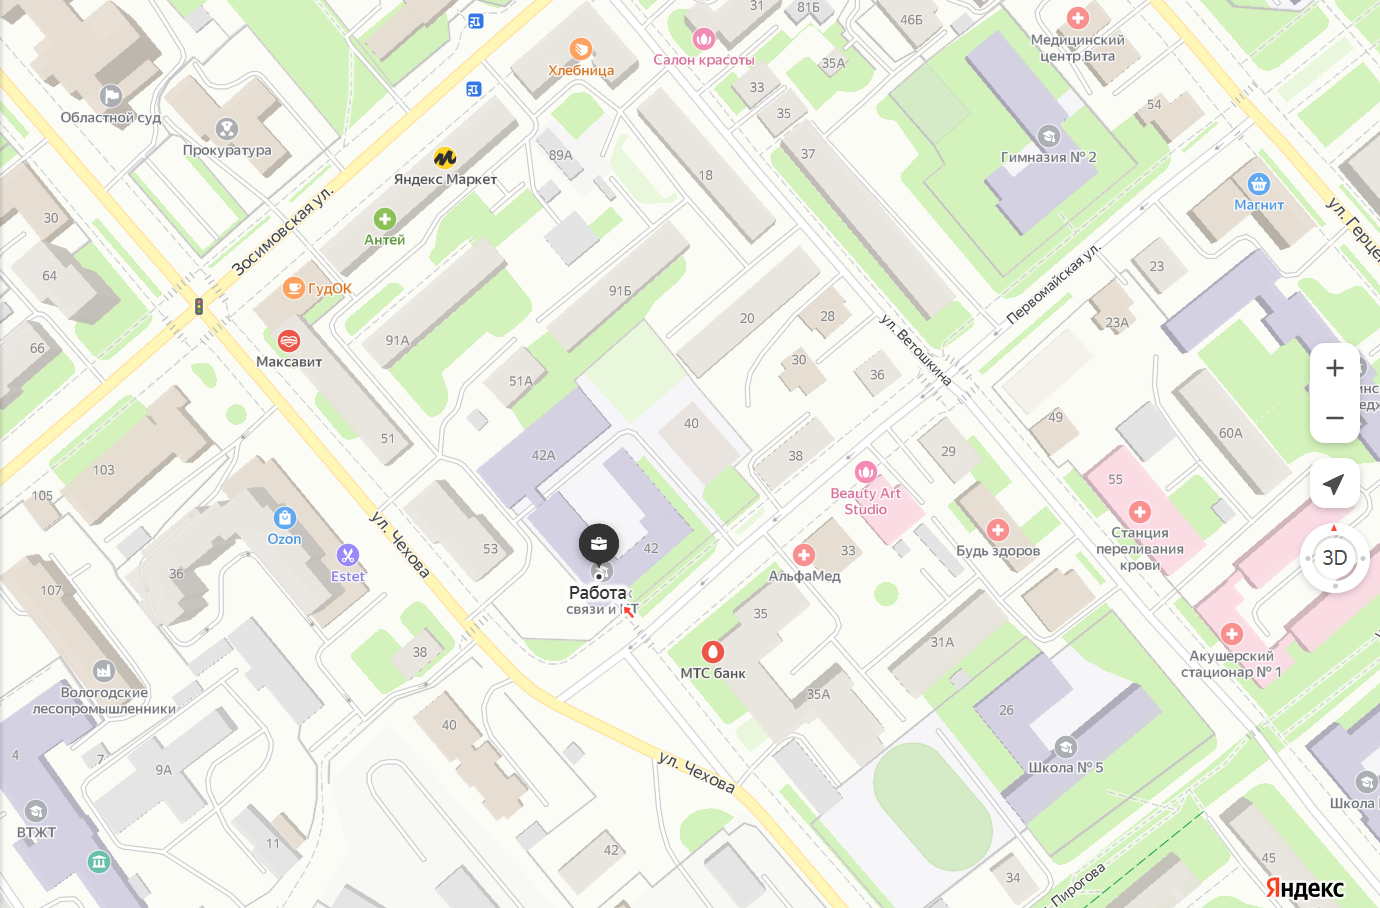 31
81Б
46Б
Медицинский
центр Вита
Хлебница
Салон красоты
35А
33
35
54
Областной суд
Прокуратура
89А
Яндекс Маркет
37
18
Гимназия № 2
Магнит
ул. Герцен
Зосимовская ул.
Антей
30
64
66
ГудОК
Максавит
91А
91Б
20
28
30
36
ул. Ветошкина
Первомайская ул.
23
23А
51А
51
42А
40
38
29
49
60А
55
Станция
переливания
крови
Beauty Art
Studio
Будь здоров
АльфаМед
33
103
105
Ozon
Estet
36
107
ул. Чехова
53
42
Работа
связи и
38
Вологодские
лесопромышленники
35
МТС банк
35А
31А
Акушерский
стационар № 1
26
Школа № 5
Школа
40
ул. Чехова
4
7
9А
11
ВТЖТ
42
34
Пирогова
45
3D
Яндекс